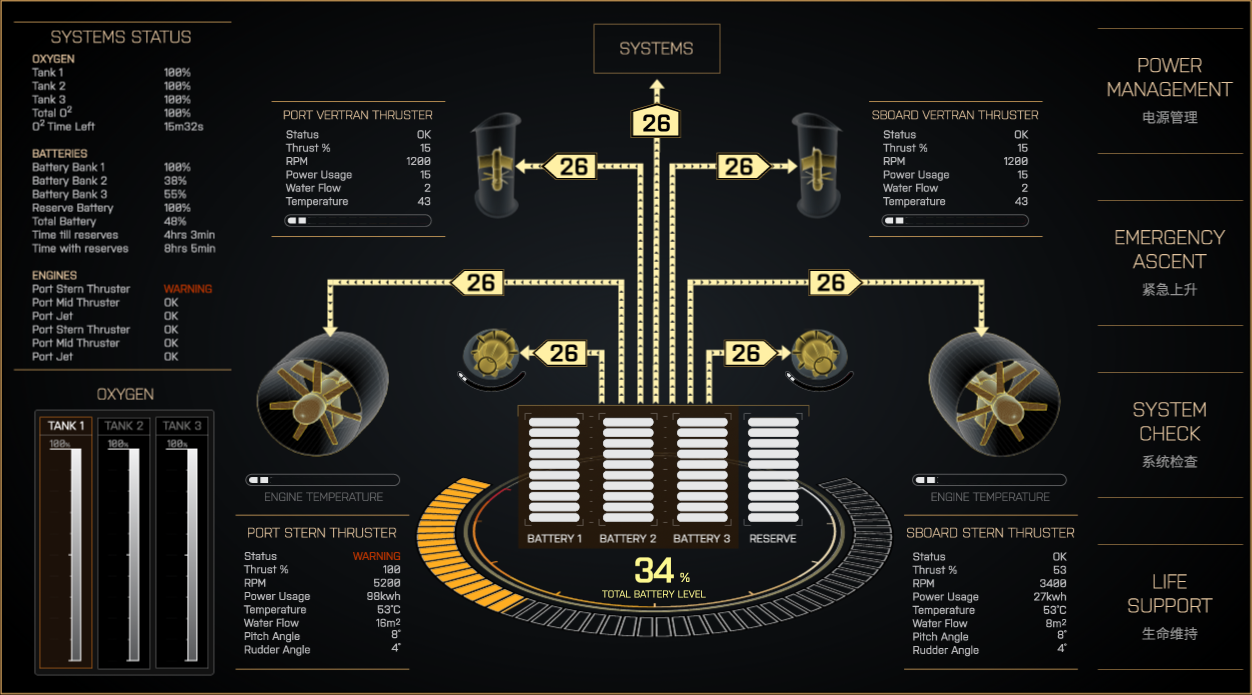 SYSTEMS STATUS
OXYGEN
Tank 1 100%
Tank 2 100%
Tank 3 100%
Total O² 100%
O² Time Left 15m32s
BATTERIES
Battery Bank 1 100%
Battery Bank 2 38%
Battery Bank 3 55%
Reserve Battery 100%
Total Battery 48%
Time till reserves 4hrs 3min
Time with reserves 8hrs 5min
ENGINES
Port Stern Thruster WARNING
Port Mid Thruster OK
Port Jet OK
Port Stern Thruster OK
Port Mid Thruster OK
Port Jet OK
OXYGEN
TANK 1 TANK 2 TANK 3
100% 100% 100%
SYSTEMS
26
PORT VERTRAN THRUSTER
Status OK
Thrust % 15
RPM 1200
Power Usage 15
Water Flow 2
Temperature 43
26 26
SBOARD VERTRAN THRUSTER
Status OK
Thrust % 15
RPM 1200
Power Usage 15
Water Flow 2
Temperature 43
26 26
26 26
ENGINE TEMPERATURE
PORT STERN THRUSTER
Status WARNING
Thrust % 100
RPM 5200
Power Usage 98kwh
Temperature 53°C
Water Flow 16m²
Pitch Angle 8°
Rudder Angle 4°
BATTERY 1 BATTERY 2 BATTERY 3 RESERVE
34 %
TOTAL BATTERY LEVEL
ENGINE TEMPERATURE
SBOARD STERN THRUSTER
Status OK
Thrust % 53
RPM 3400
Power Usage 27kwh
Temperature 53°C
Water Flow 8m²
Pitch Angle 8°
Rudder Angle 4°
POWER
MANAGEMENT
电源管理
EMERGENCY
ASCENT
紧急上升
SYSTEM
CHECK
系统检查
LIFE
SUPPORT
生命维持